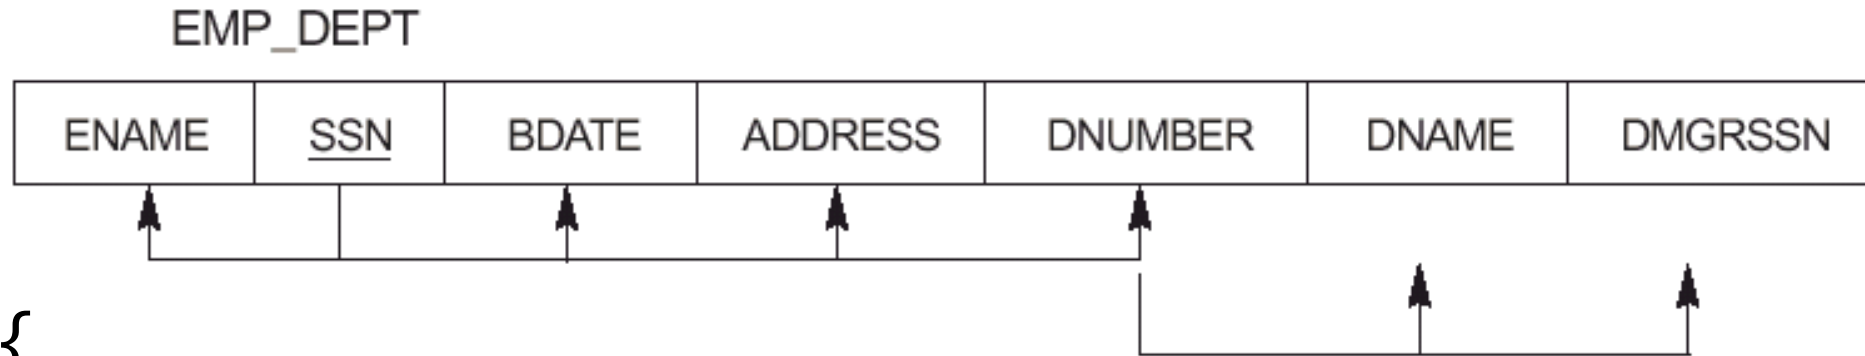 EMP_DEPT
ENAME SSN BDATE ADDRESS DNUMBER DNAME DMGRSSN
{